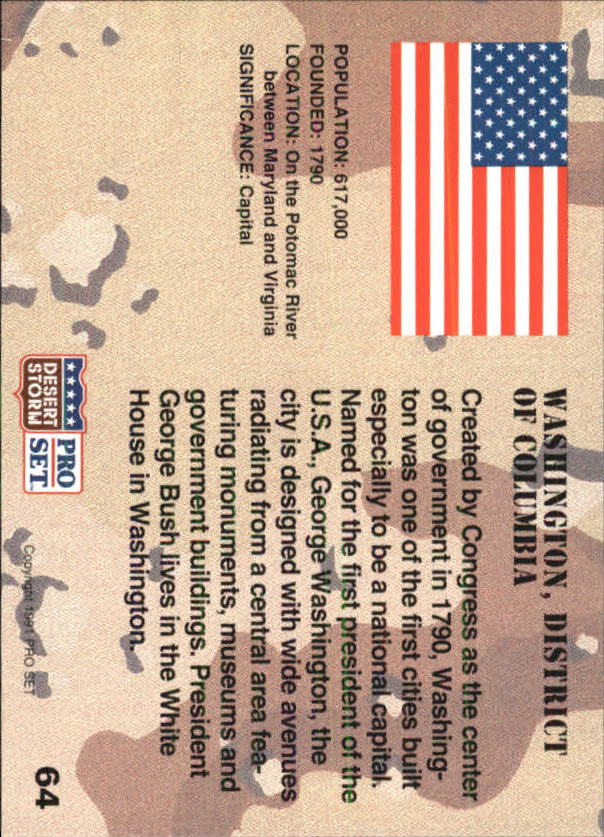 WASHINGTON, DISTRICT
OF COLUMBIA
POPULATION: 617,000
FOUNDED: 1790
LOCATION: On the Potomac River
between Maryland and Virginia
SIGNIFICANCE: Capital
Created by Congress as the center
of government in 1790, Washing-
ton was one of the first cities built
especially to be a national capital.
Named for the first president of the
U.S.A., George Washington, the
city is designed with wide avenues
radiating from a central area fea-
turing monuments, museums and
government buildings. President
George Bush lives in the White
House in Washington.
DESERT
STORM
PRO
SET
Copyright 1991 PRO SET
64